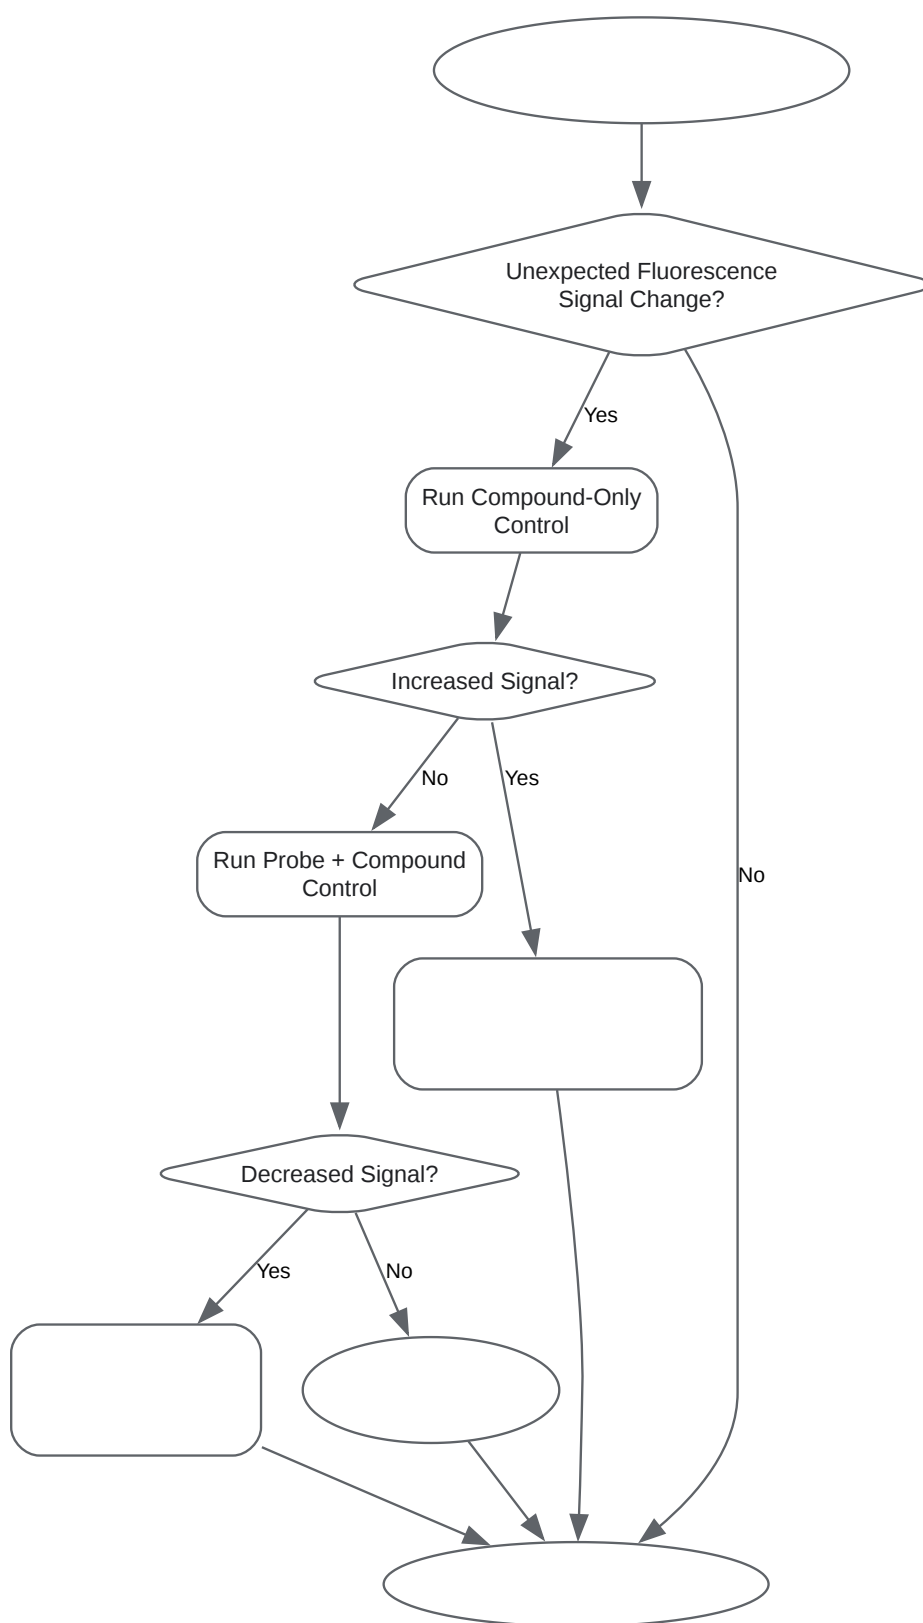 Unexpected Fluorescence
Signal Change?
Yes
Run Compound-Only
Control
Increased Signal?
No
Yes
Run Probe + Compound
Control
No
Decreased Signal?
Yes
No